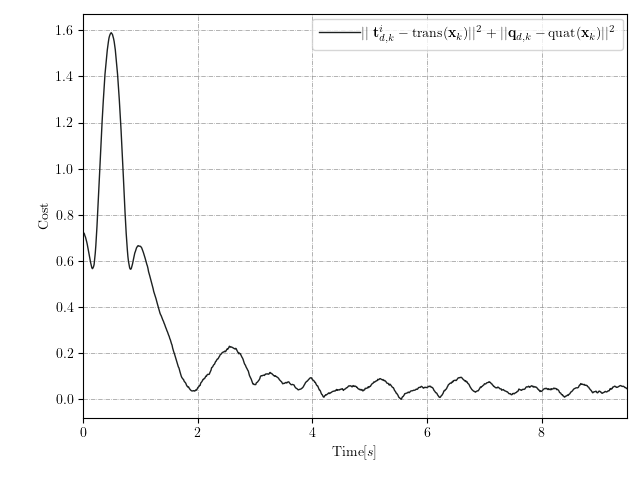 || t^i_{d,k} − trans(x_k)||^2 + ||q_{d,k} − quat(x_k)||^2
1.6
1.4
1.2
1.0
0.8
0.6
0.4
0.2
0.0
Cost
0 2 4 6 8
Time[s]